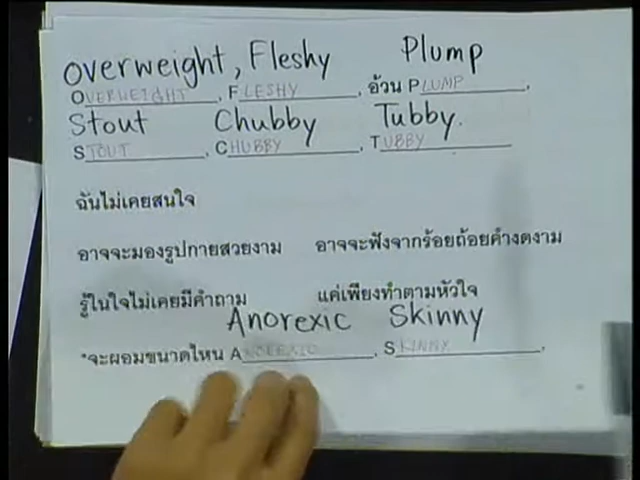 Overweight, Fleshy Plump
OVERWEIGHT, FLESHY, อ้วน PLUMP,
Stout Chubby Tubby.
STOUT, CHUBBY, TUBBY
ฉันไม่เคยสนใจ
อาจจะมองรูปกายสวยงาม อาจจะฟังจากร้อยถ้อยคำงดงาม
รู้ในใจไม่เคยมีคำถาม แค่เพียงทำตามหัวใจ
Anorexic Skinny
*จะผอมขนาดไหน ANOREXIC, SKINNY,